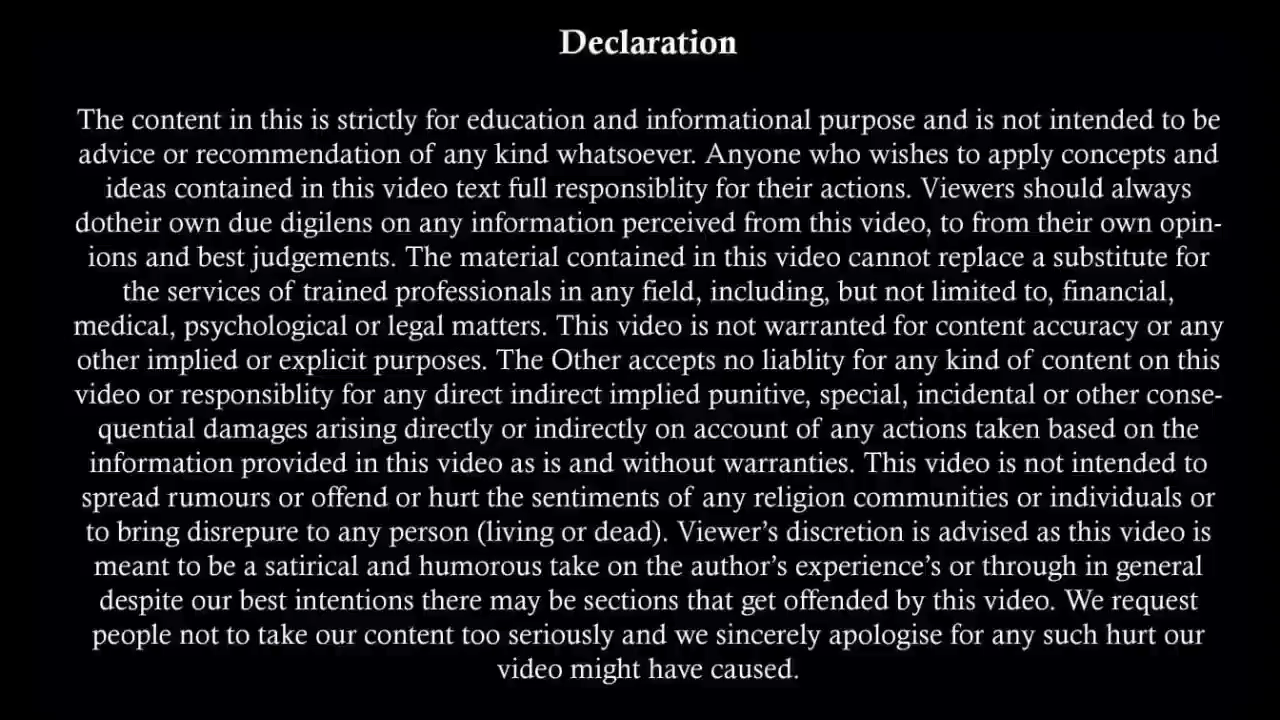 Declaration
The content in this is strictly for education and informational purpose and is not intended to be
advice or recommendation of any kind whatsoever. Anyone who wishes to apply concepts and
ideas contained in this video text full responsiblity for their actions. Viewers should always
dotheir own due digilens on any information perceived from this video, to from their own opin-
ions and best judgements. The material contained in this video cannot replace a substitute for
the services of trained professionals in any field, including, but not limited to, financial,
medical, psychological or legal matters. This video is not warranted for content accuracy or any
other implied or explicit purposes. The Other accepts no liablity for any kind of content on this
video or responsiblity for any direct indirect implied punitive, special, incidental or other conse-
quential damages arising directly or indirectly on account of any actions taken based on the
information provided in this video as is and without warranties. This video is not intended to
spread rumours or offend or hurt the sentiments of any religion communities or individuals or
to bring disrepure to any person (living or dead). Viewer's discretion is advised as this video is
meant to be a satirical and humorous take on the author's experience's or through in general
despite our best intentions there may be sections that get offended by this video. We request
people not to take our content too seriously and we sincerely apologise for any such hurt our
video might have caused.